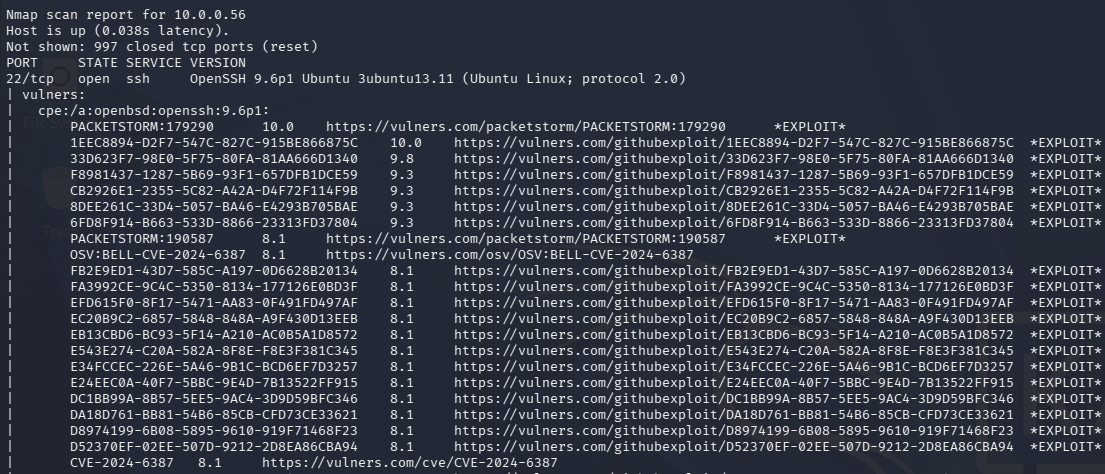 Nmap scan report for 10.0.0.56
Host is up (0.038s latency).
Not shown: 997 closed tcp ports (reset)
PORT STATE SERVICE VERSION
22/tcp open ssh OpenSSH 9.6p1 Ubuntu 3ubuntu13.11 (Ubuntu Linux; protocol 2.0)
| vulners:
| cpe:/a:openbsd:openssh:9.6p1:
| PACKETSTORM:179290 10.0 https://vulners.com/packetstorm/PACKETSTORM:179290 *EXPLOIT*
| 1EEC8894-D2F7-547C-827C-915BE866875C 10.0 https://vulners.com/githubexploit/1EEC8894-D2F7-547C-827C-915BE866875C *EXPLOIT*
| 33D623F7-98E0-5F75-80FA-81AA666D1340 9.8 https://vulners.com/githubexploit/33D623F7-98E0-5F75-80FA-81AA666D1340 *EXPLOIT*
| F8981437-1287-5B69-93F1-657DFB1DCE59 9.3 https://vulners.com/githubexploit/F8981437-1287-5B69-93F1-657DFB1DCE59 *EXPLOIT*
| CB2926E1-2355-5C82-A42A-D4F72F114F9B 9.3 https://vulners.com/githubexploit/CB2926E1-2355-5C82-A42A-D4F72F114F9B *EXPLOIT*
| 8DEE261C-33D4-5057-BA46-E4293B705BAE 9.3 https://vulners.com/githubexploit/8DEE261C-33D4-5057-BA46-E4293B705BAE *EXPLOIT*
| 6FD8F914-B663-533D-8866-23313FD37804 9.3 https://vulners.com/githubexploit/6FD8F914-B663-533D-8866-23313FD37804 *EXPLOIT*
| PACKETSTORM:190587 8.1 https://vulners.com/packetstorm/PACKETSTORM:190587 *EXPLOIT*
| OSV:BELL-CVE-2024-6387 8.1 https://vulners.com/osv/OSV:BELL-CVE-2024-6387
| FB2E9ED1-43D7-585C-A197-0D6628B20134 8.1 https://vulners.com/githubexploit/FB2E9ED1-43D7-585C-A197-0D6628B20134 *EXPLOIT*
| FA3992CE-9C4C-5350-8134-177126E0BD3F 8.1 https://vulners.com/githubexploit/FA3992CE-9C4C-5350-8134-177126E0BD3F *EXPLOIT*
| EFD615F0-8F17-5471-AA83-0F491FD497AF 8.1 https://vulners.com/githubexploit/EFD615F0-8F17-5471-AA83-0F491FD497AF *EXPLOIT*
| EC20B9C2-6857-5848-848A-A9F430D13EEB 8.1 https://vulners.com/githubexploit/EC20B9C2-6857-5848-848A-A9F430D13EEB *EXPLOIT*
| EB13CBD6-BC93-5F14-A210-AC0B5A1D8572 8.1 https://vulners.com/githubexploit/EB13CBD6-BC93-5F14-A210-AC0B5A1D8572 *EXPLOIT*
| E543E274-C20A-582A-8F8E-F8E3F381C345 8.1 https://vulners.com/githubexploit/E543E274-C20A-582A-8F8E-F8E3F381C345 *EXPLOIT*
| E34FCCEC-226E-5A46-9B1C-BCD6EF7D3257 8.1 https://vulners.com/githubexploit/E34FCCEC-226E-5A46-9B1C-BCD6EF7D3257 *EXPLOIT*
| E24EEC0A-40F7-5BBC-9E4D-7B13522FF915 8.1 https://vulners.com/githubexploit/E24EEC0A-40F7-5BBC-9E4D-7B13522FF915 *EXPLOIT*
| DC1BB99A-8B57-5EE5-9AC4-3D9D59BFC346 8.1 https://vulners.com/githubexploit/DC1BB99A-8B57-5EE5-9AC4-3D9D59BFC346 *EXPLOIT*
| DA18D761-BB81-54B6-85CB-CFD73CE33621 8.1 https://vulners.com/githubexploit/DA18D761-BB81-54B6-85CB-CFD73CE33621 *EXPLOIT*
| D8974199-6B08-5895-9610-919F71468F23 8.1 https://vulners.com/githubexploit/D8974199-6B08-5895-9610-919F71468F23 *EXPLOIT*
| D52370EF-02EE-507D-9212-2D8EA86CBA94 8.1 https://vulners.com/githubexploit/D52370EF-02EE-507D-9212-2D8EA86CBA94 *EXPLOIT*
| CVE-2024-6387 8.1 https://vulners.com/cve/CVE-2024-6387